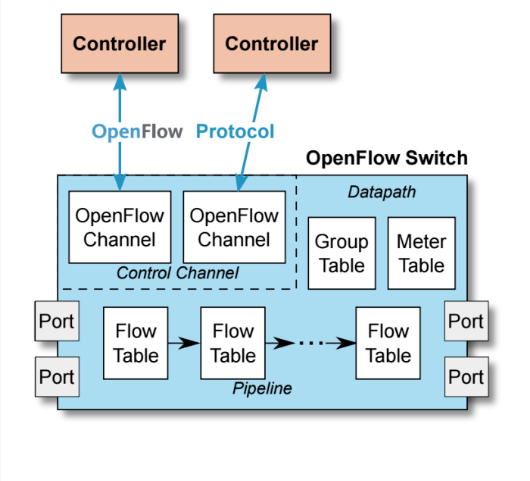 Controller
Controller
OpenFlow Protocol
OpenFlow Switch
Datapath
OpenFlow
Channel
OpenFlow
Channel
Control Channel
Group
Table
Meter
Table
Port
Port
Flow
Table
Flow
Table
...
Flow
Table
Pipeline
Port
Port